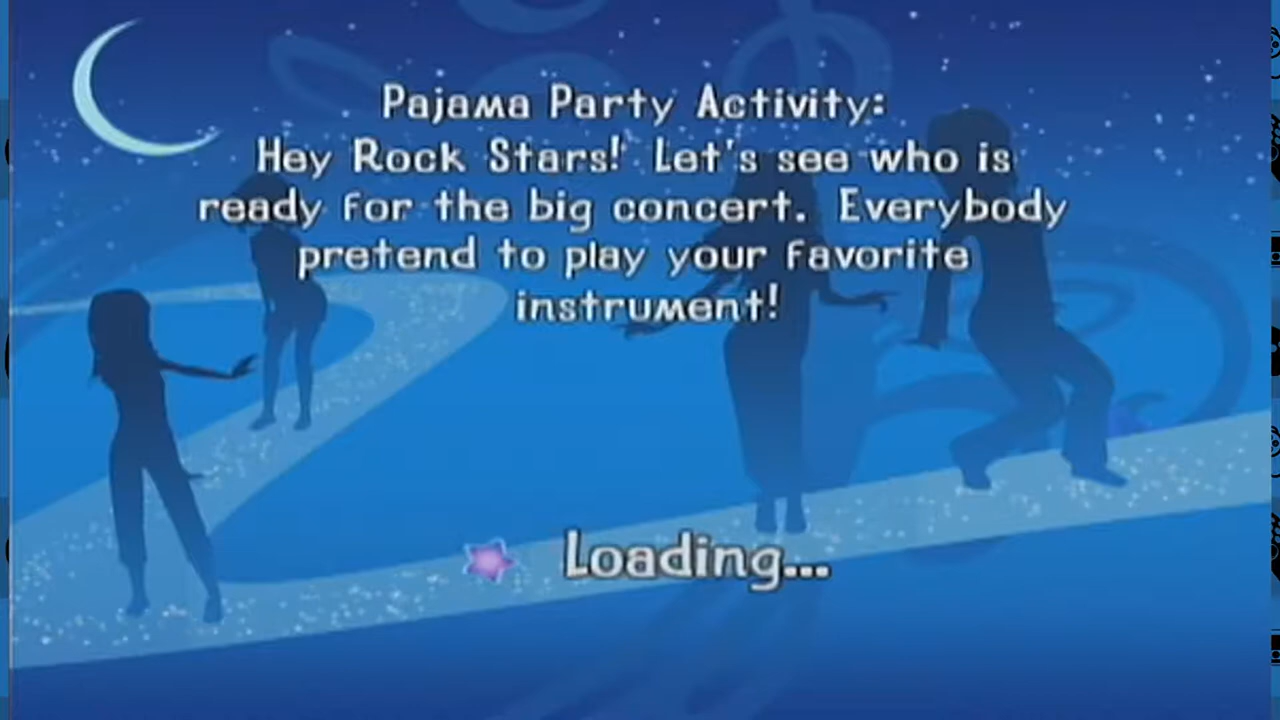 Pajama Party Activity:
Hey Rock Stars! Let's see who is
ready for the big concert. Everybody
pretend to play your favorite
instrument!
Loading...